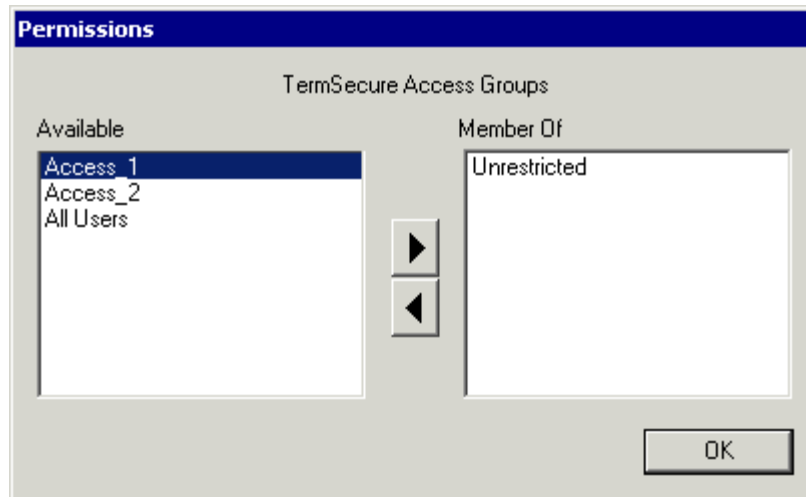 Permissions
TermSecure Access Groups
Available
Member Of
Access_1
Access_2
All Users
Unrestricted
OK